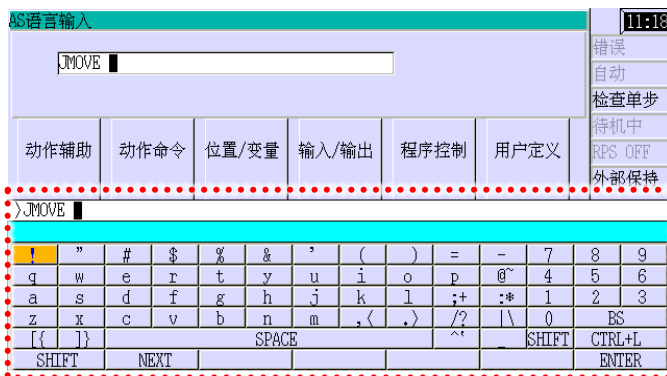 AS语言输入
11:18
JMOVE
错误
自动
检查单步
待机中
RPS OFF
外部保持
动作辅助 动作命令 位置/变量 输入/输出 程序控制 用户定义
>JMOVE
! " # $ % & ' ( ) = - 7 8 9
q w e r t y u i o p @~ 4 5 6
a s d f g h j k l ;+ :* 1 2 3
z x c v b n m ,< .> /? |\ 0 BS
[{ ]} SPACE ^' _ SHIFT CTRL+L
SHIFT NEXT ENTER